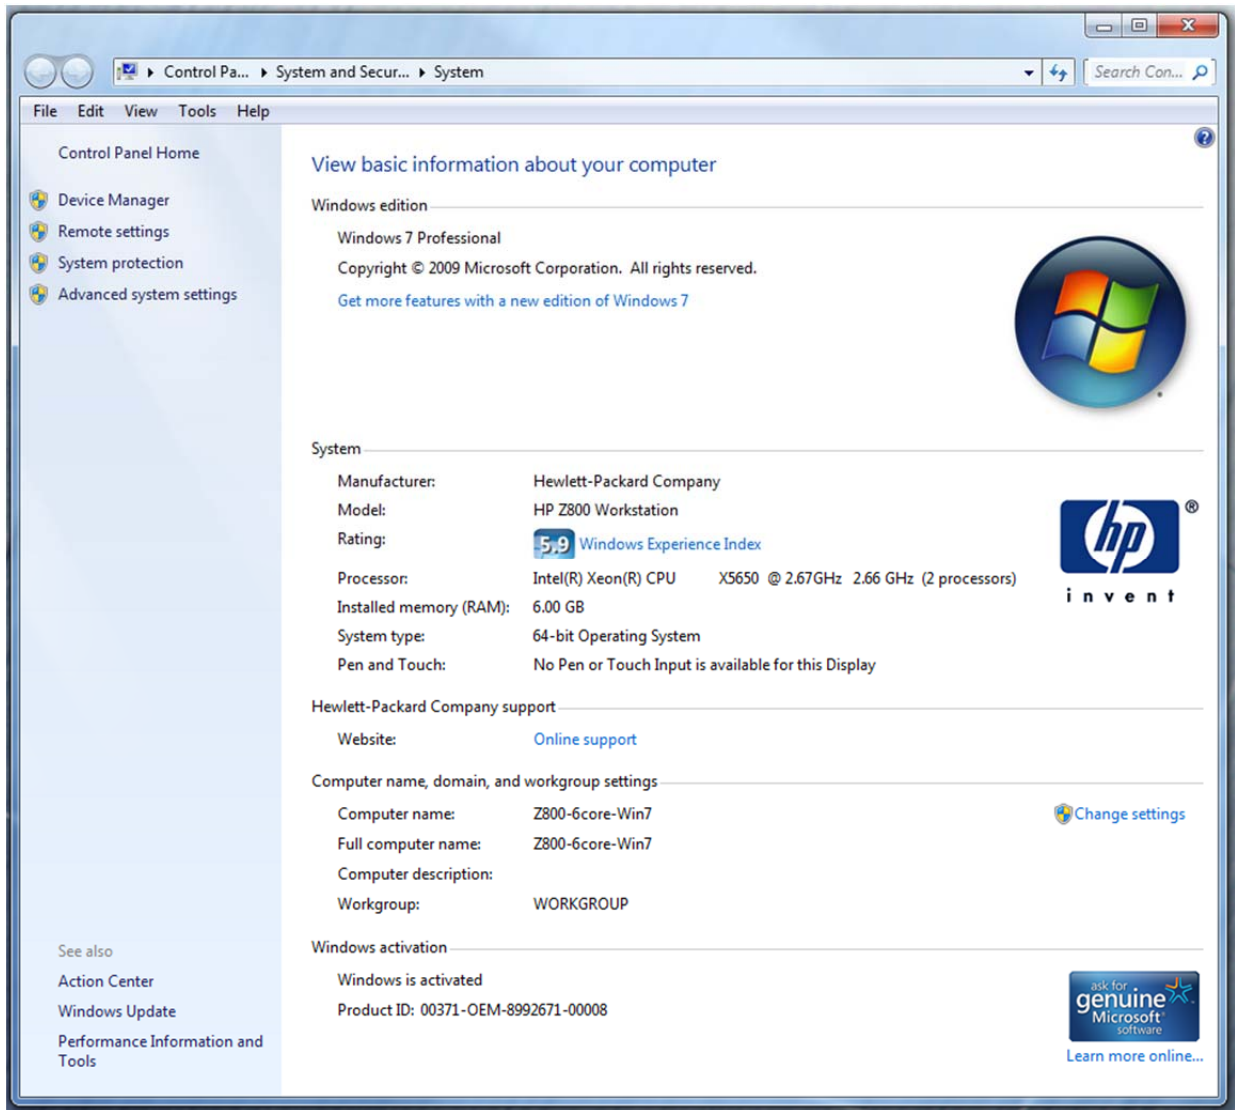 Control Pa... System and Secur... System
Search Con...
File Edit View Tools Help
Control Panel Home
Device Manager
Remote settings
System protection
Advanced system settings
View basic information about your computer
Windows edition
Windows 7 Professional
Copyright © 2009 Microsoft Corporation. All rights reserved.
Get more features with a new edition of Windows 7
System
Manufacturer: Hewlett-Packard Company
Model: HP Z800 Workstation
Rating: 5.9 Windows Experience Index
Processor: Intel(R) Xeon(R) CPU X5650 @ 2.67GHz 2.66 GHz (2 processors)
Installed memory (RAM): 6.00 GB
System type: 64-bit Operating System
Pen and Touch: No Pen or Touch Input is available for this Display
hp ®
invent
Hewlett-Packard Company support
Website: Online support
Computer name, domain, and workgroup settings
Computer name: Z800-6core-Win7
Change settings
Full computer name: Z800-6core-Win7
Computer description:
Workgroup: WORKGROUP
Windows activation
Windows is activated
Product ID: 00371-OEM-8992671-00008
ask for
genuine
Microsoft
software
Learn more online...
See also
Action Center
Windows Update
Performance Information and
Tools